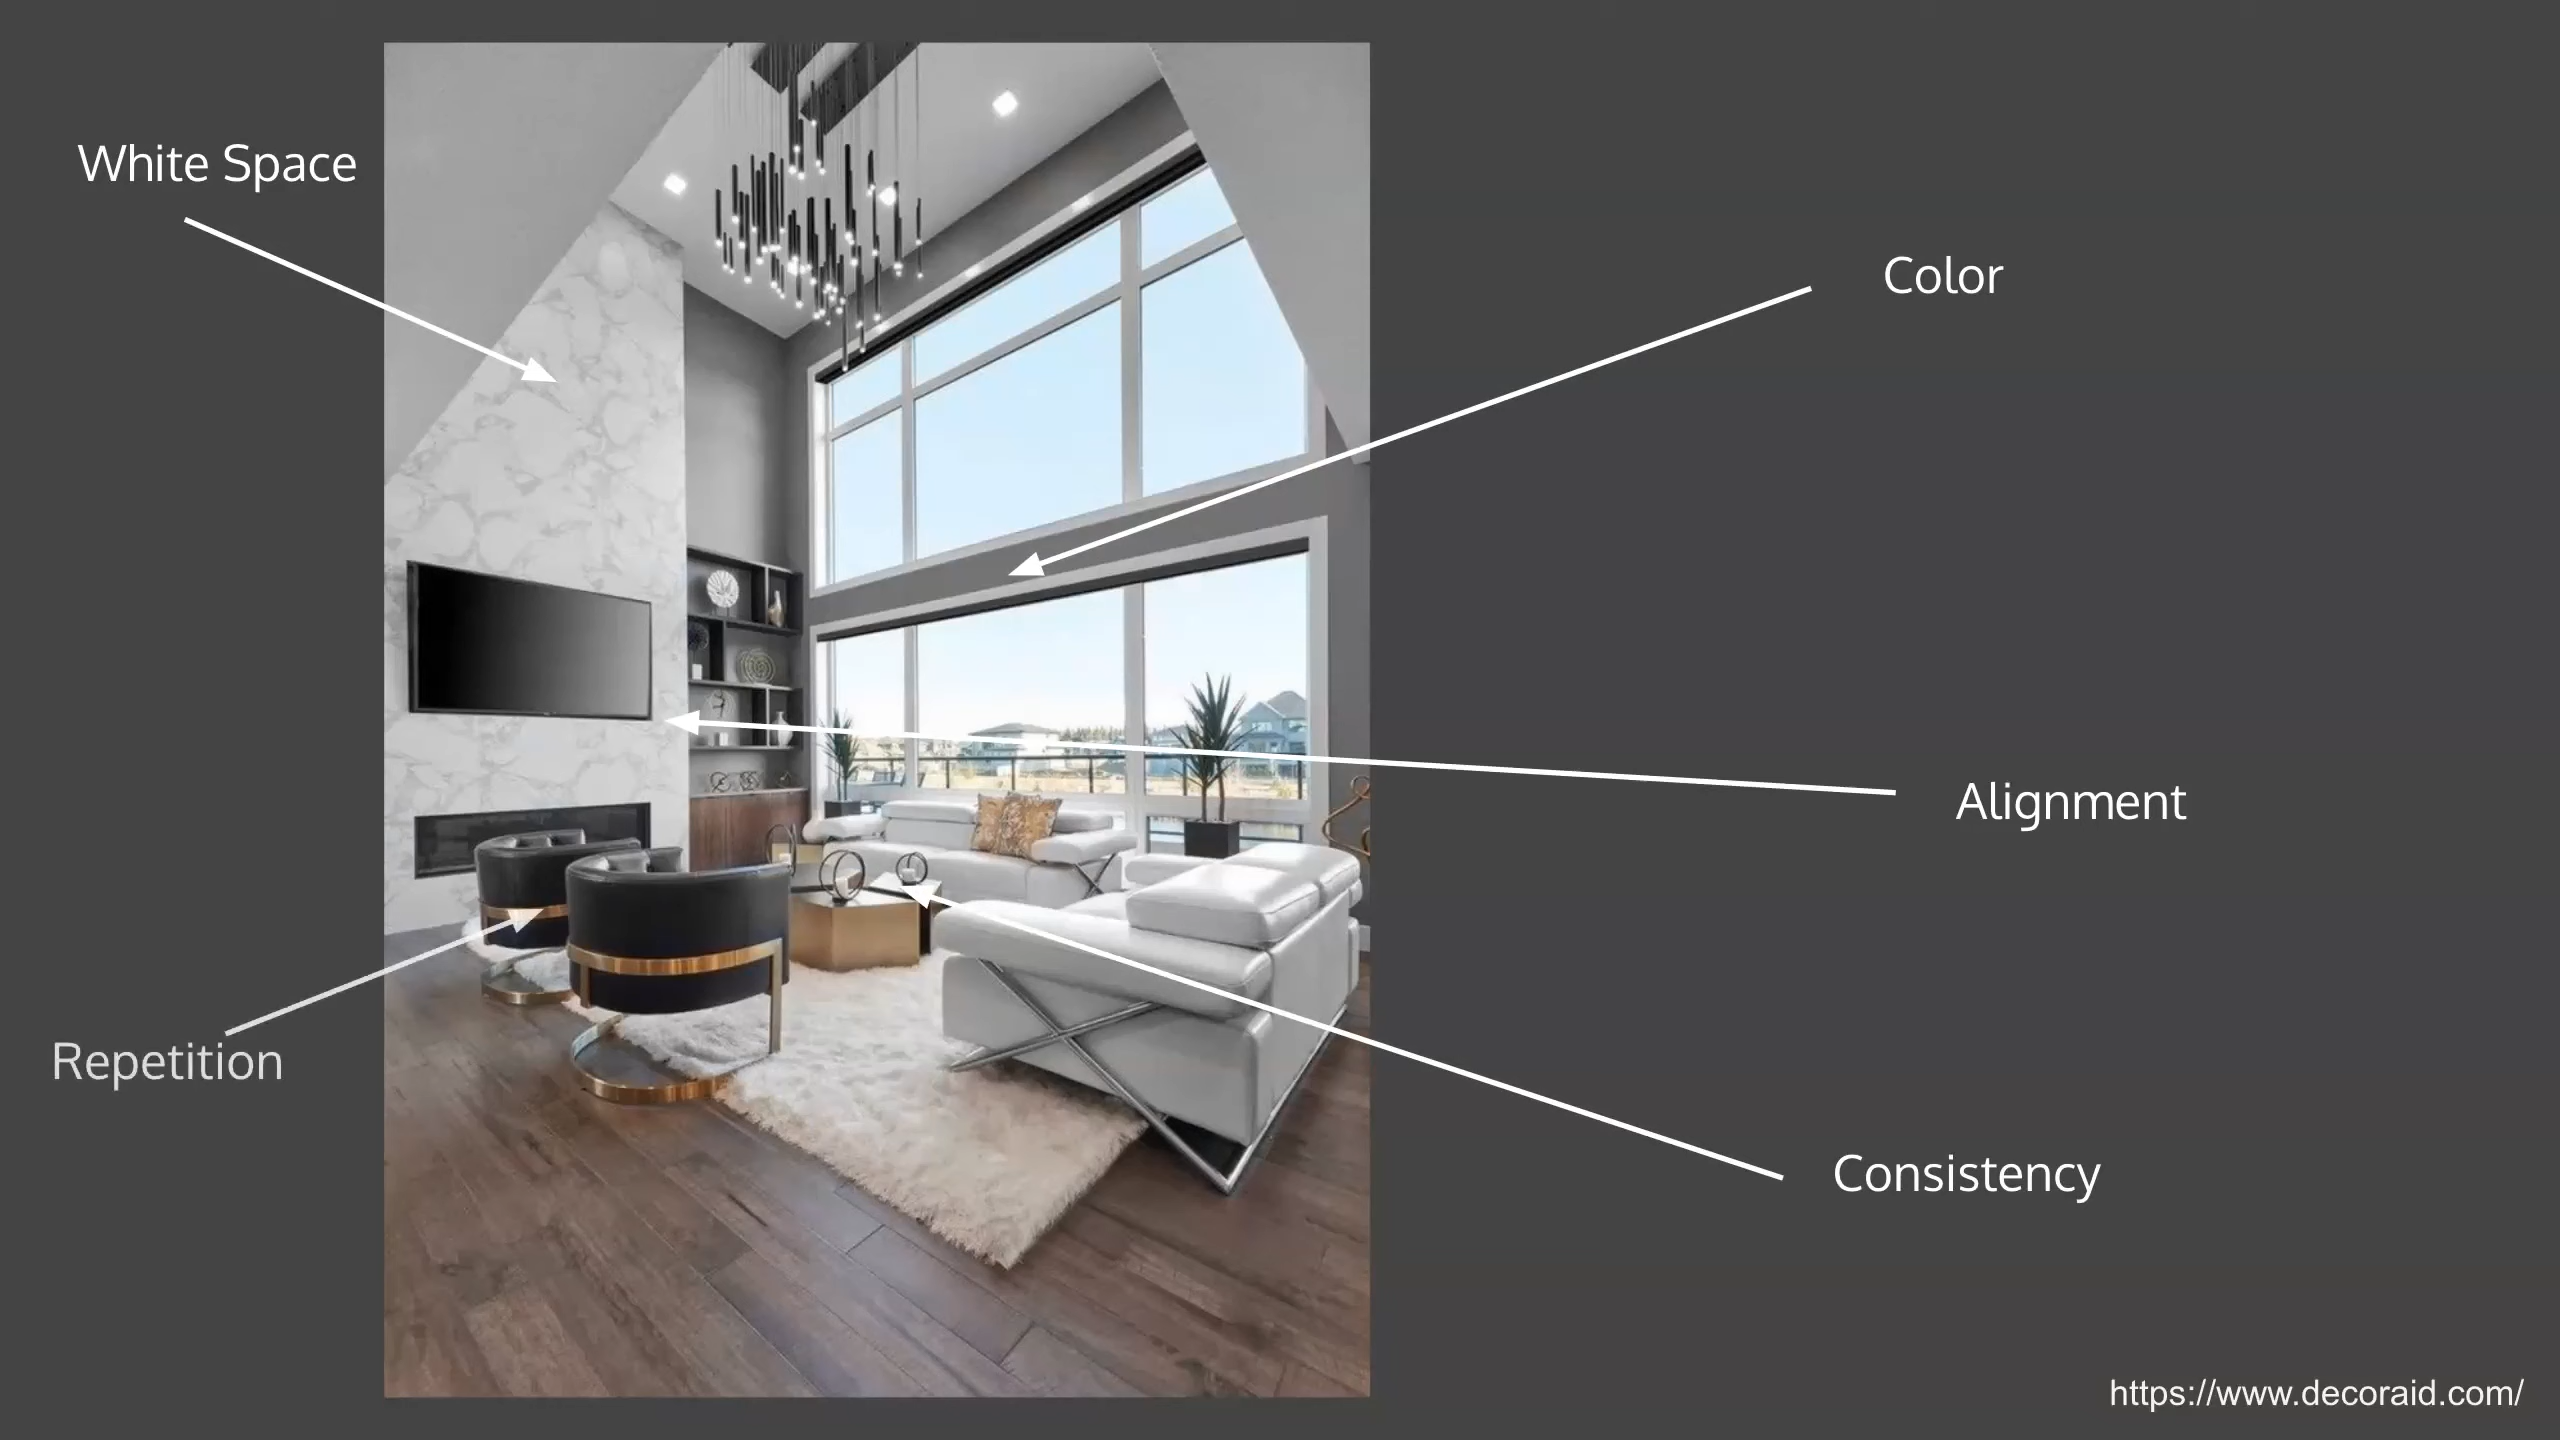 White Space
Color
Alignment
Repetition
Consistency
https://www.decoraid.com/